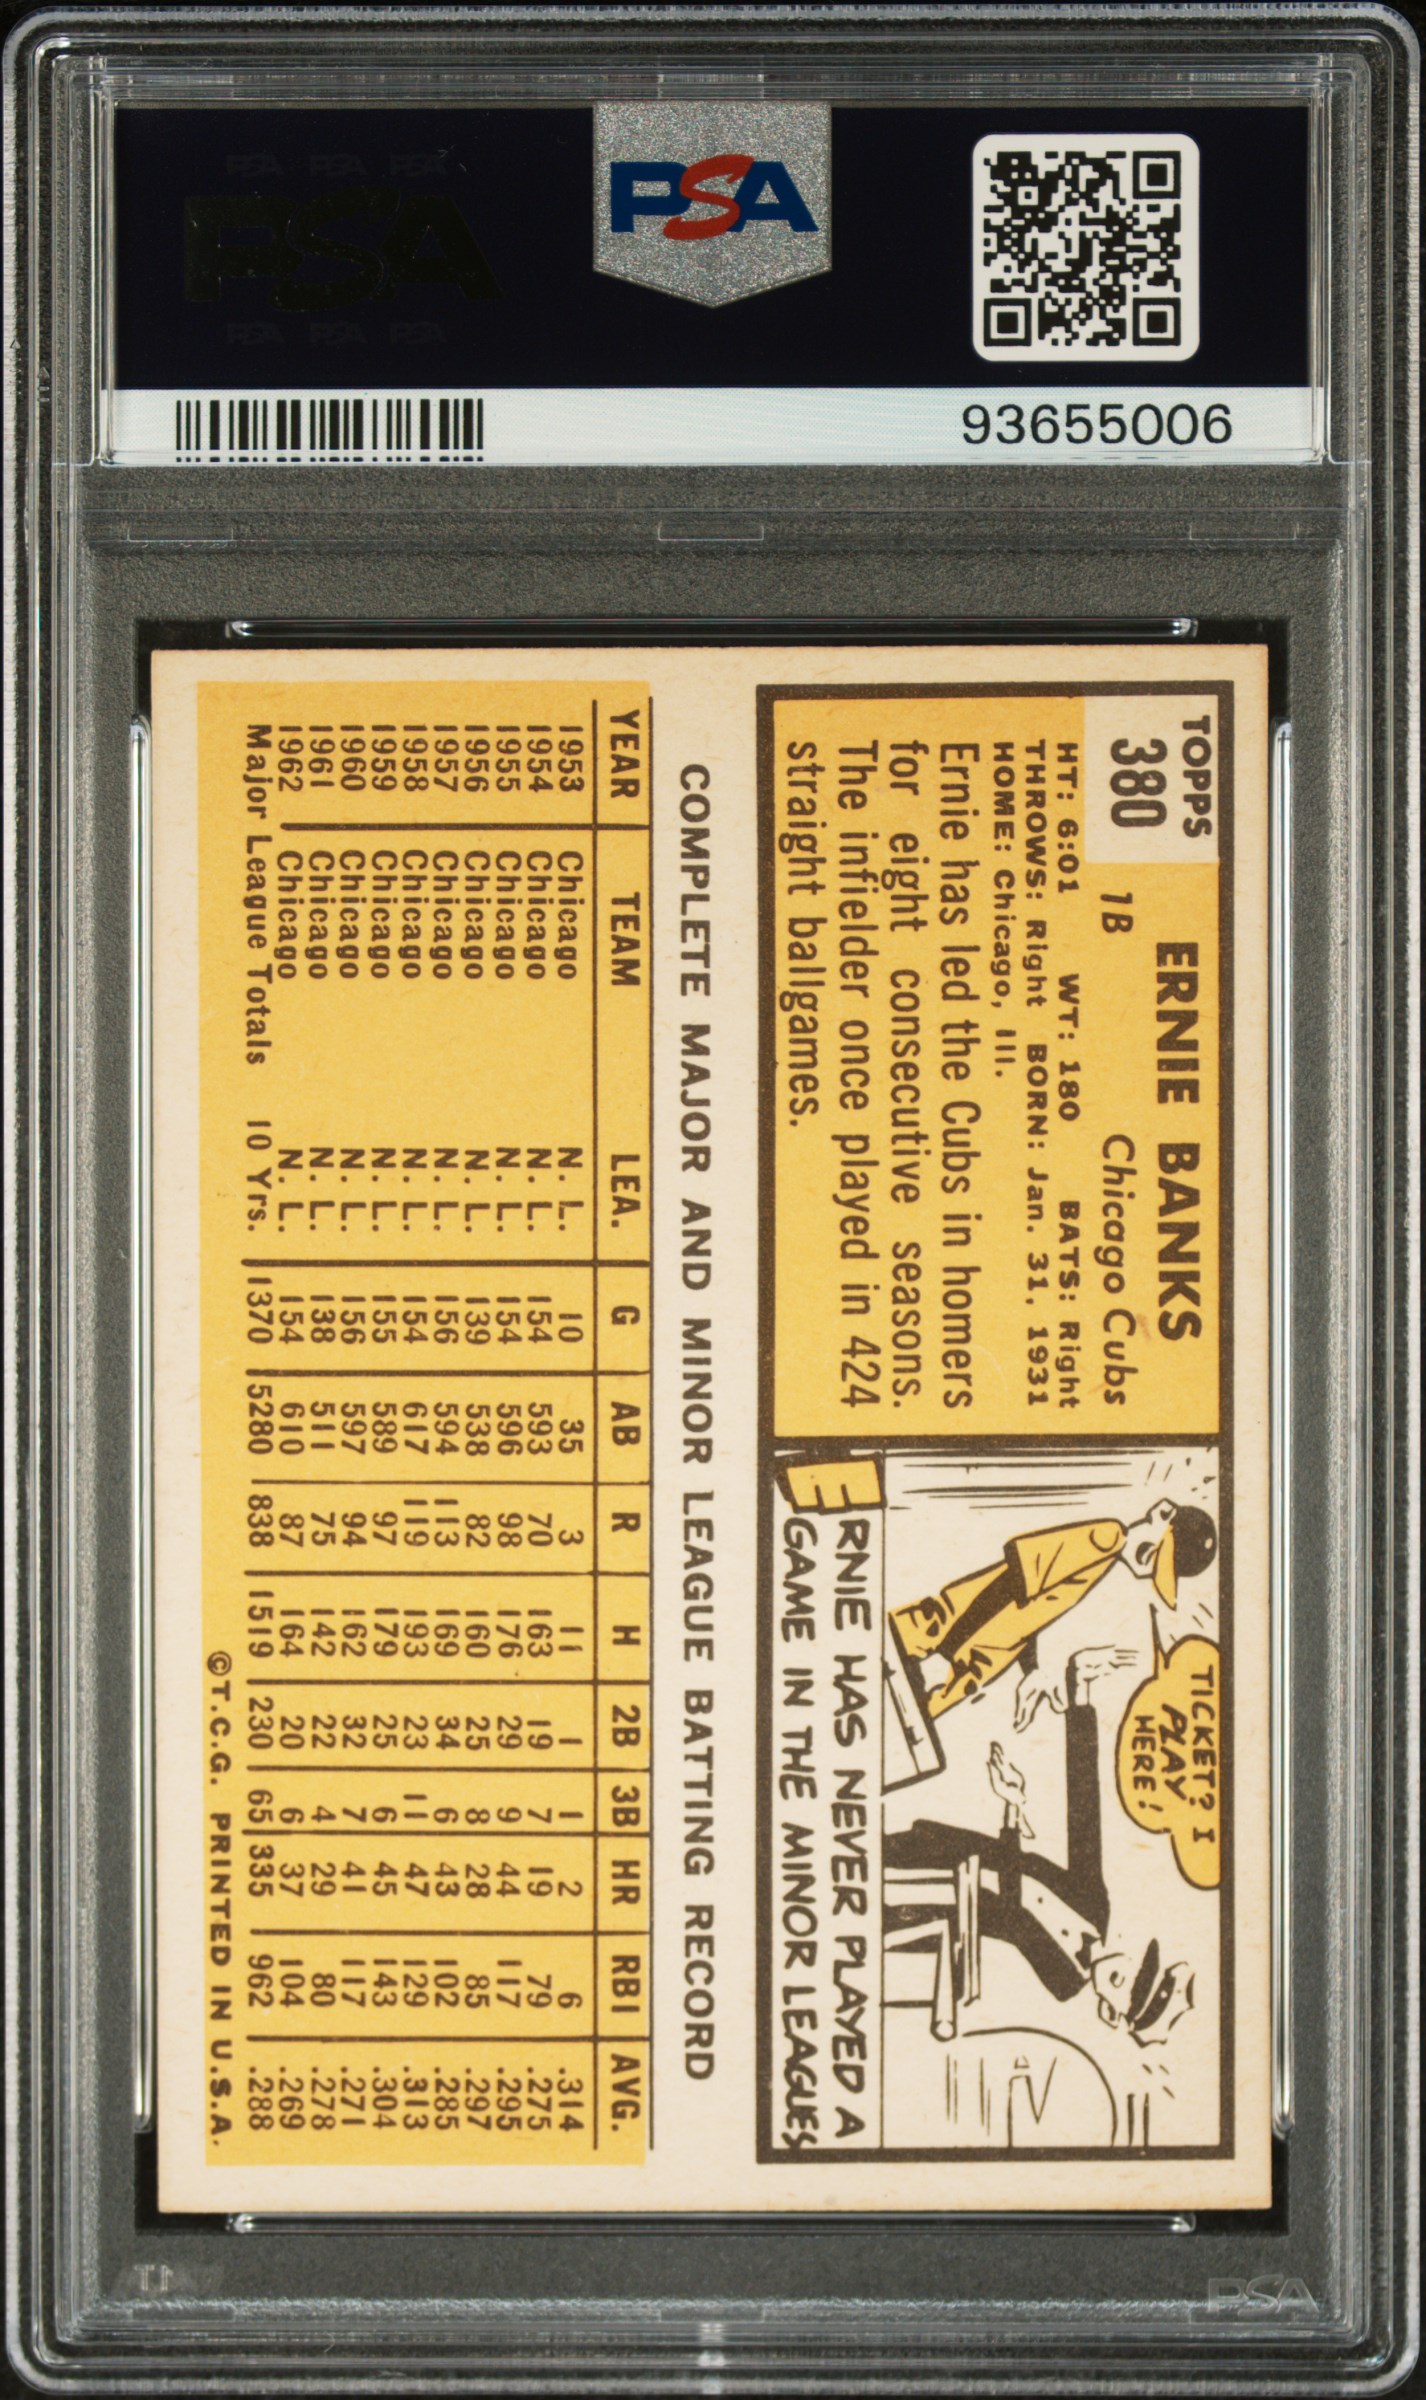 PSA PSA PSA
PSA
PSA PSA PSA
PSA
93655006
TOPPS
380
ERNIE BANKS
1B Chicago Cubs
HT: 6:01 WT: 180 BATS: Right
THROWS: Right BORN: Jan. 31, 1931
HOME: Chicago, Ill.
Ernie has led the Cubs in homers
for eight consecutive seasons.
The infielder once played in 424
straight ballgames.
TICKET? I
PLAY
HERE!
ERNIE HAS NEVER PLAYED A
GAME IN THE MINOR LEAGUES
COMPLETE MAJOR AND MINOR LEAGUE BATTING RECORD
YEAR TEAM LEA. G AB R H 2B 3B HR RBI AVG.
1953 Chicago N. L. 10 35 3 11 1 1 2 6 .314
1954 Chicago N. L. 154 593 70 163 19 7 19 79 .275
1955 Chicago N. L. 154 596 98 176 29 9 44 117 .295
1956 Chicago N. L. 139 538 82 160 25 8 28 85 .297
1957 Chicago N. L. 156 594 113 169 34 6 43 102 .285
1958 Chicago N. L. 154 617 119 193 23 11 47 129 .313
1959 Chicago N. L. 155 589 97 179 25 6 45 143 .304
1960 Chicago N. L. 156 597 94 162 32 7 41 117 .271
1961 Chicago N. L. 138 511 75 142 22 4 29 80 .278
1962 Chicago N. L. 154 610 87 164 20 6 37 104 .269
Major League Totals 10 Yrs. 1370 5280 838 1519 230 65 335 962 .288
©T.C.G. PRINTED IN U.S.A.
PSA